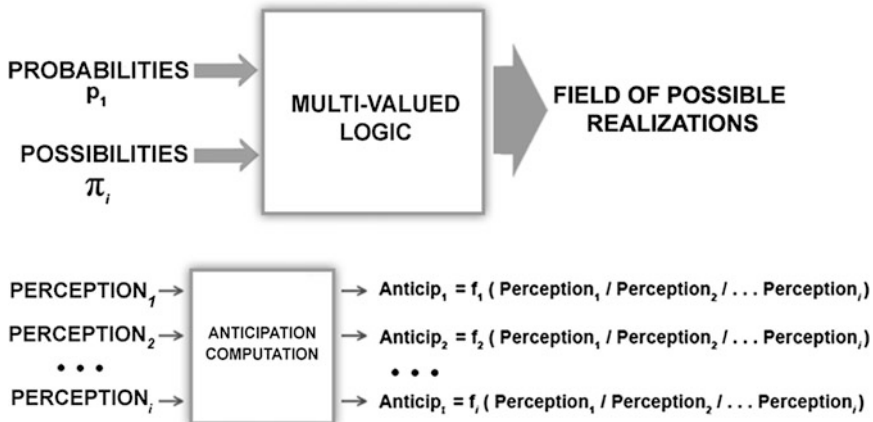 PROBABILITIES
p₁
POSSIBILITIES
πᵢ
MULTI-VALUED
LOGIC
FIELD OF POSSIBLE
REALIZATIONS
PERCEPTION₁
PERCEPTION₂
• • •
PERCEPTIONᵢ
ANTICIPATION
COMPUTATION
Anticip₁ = f₁ ( Perception₁ / Perception₂ / . . . Perceptionᵢ)
Anticip₂ = f₂ ( Perception₁ / Perception₂ / . . . Perceptionᵢ)
• • •
Anticipᵢ = fᵢ ( Perception₁ / Perception₂ / . . . Perceptionᵢ)